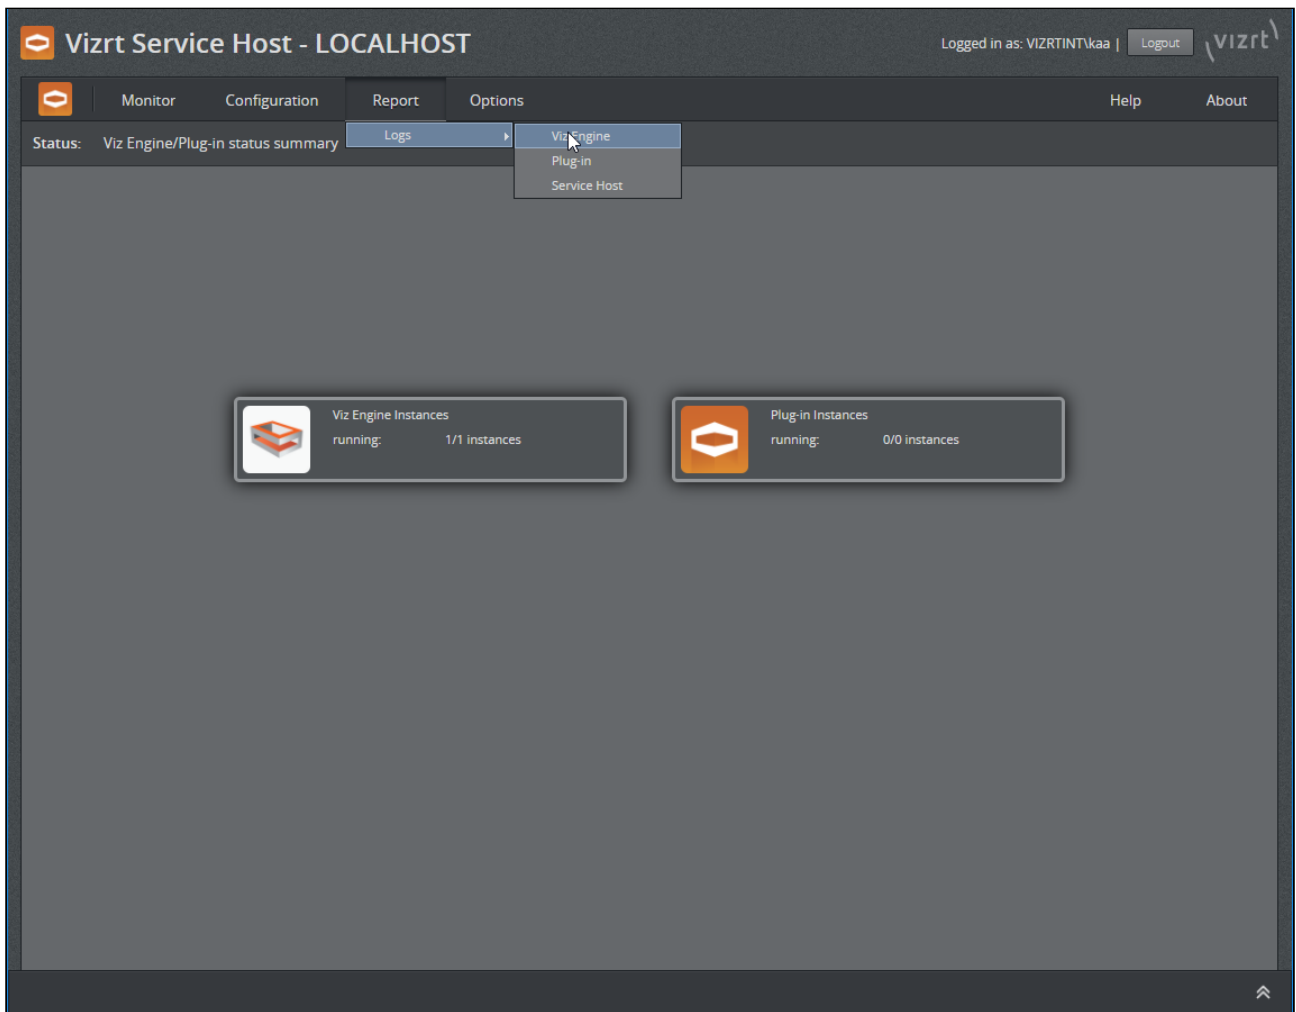 Vizrt Service Host - LOCALHOST
Logged in as: VIZRTINT\kaa | Logout
vizrt
Monitor Configuration Report Options Help About
Status: Viz Engine/Plug-in status summary
Logs
Viz Engine
Plug-in
Service Host
Viz Engine Instances
running: 1/1 instances
Plug-in Instances
running: 0/0 instances